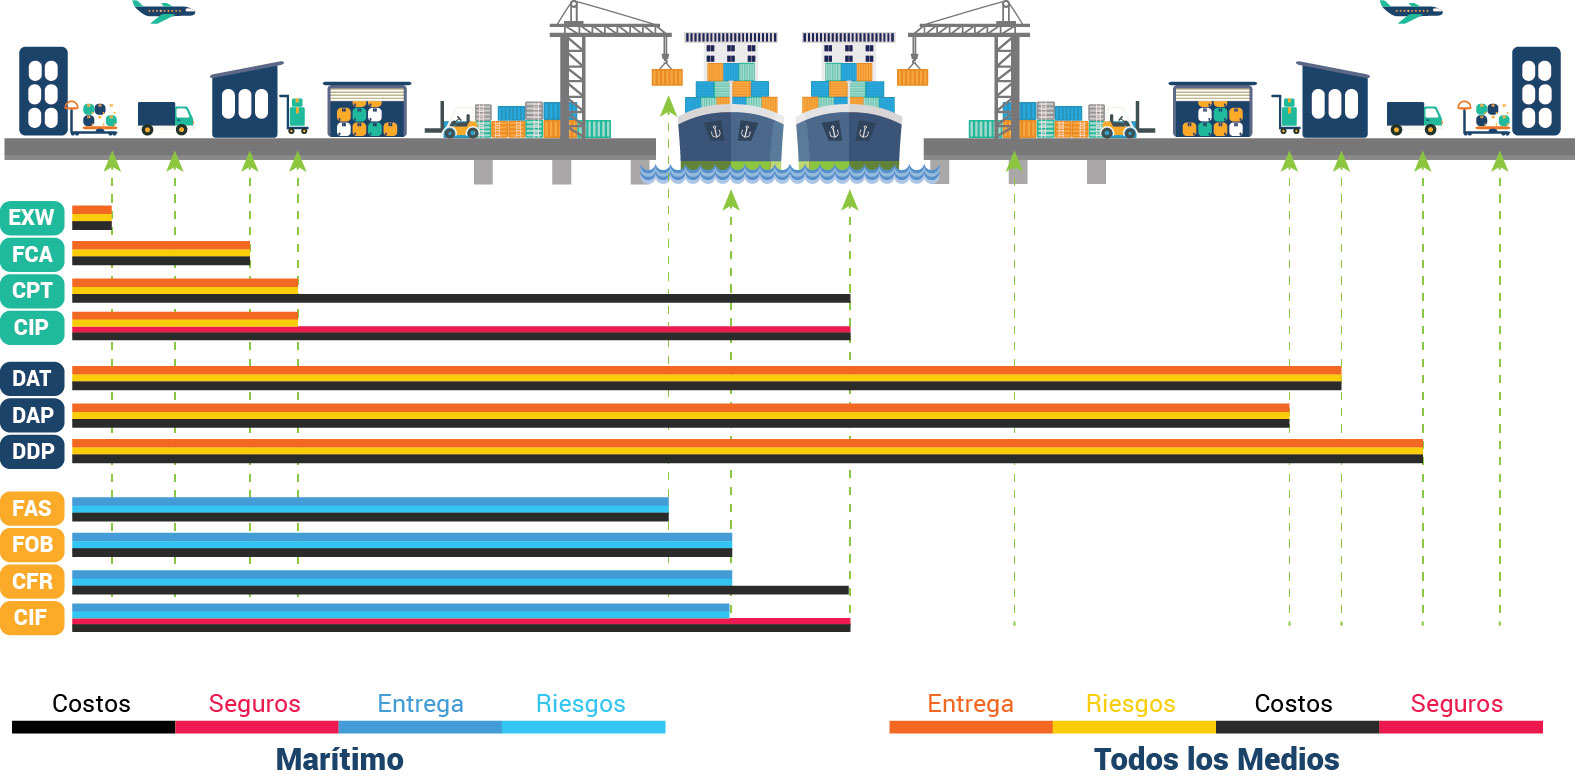 EXW
FCA
CPT
CIP
DAT
DAP
DDP
FAS
FOB
CFR
CIF
Costos Seguros Entrega Riesgos
Marítimo
Entrega Riesgos Costos Seguros
Todos los Medios